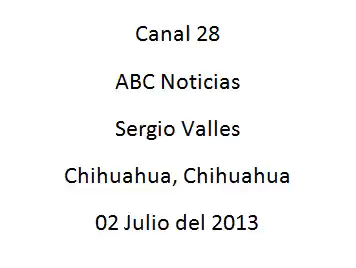 Canal 28
ABC Noticias
Sergio Valles
Chihuahua, Chihuahua
02 Julio del 2013